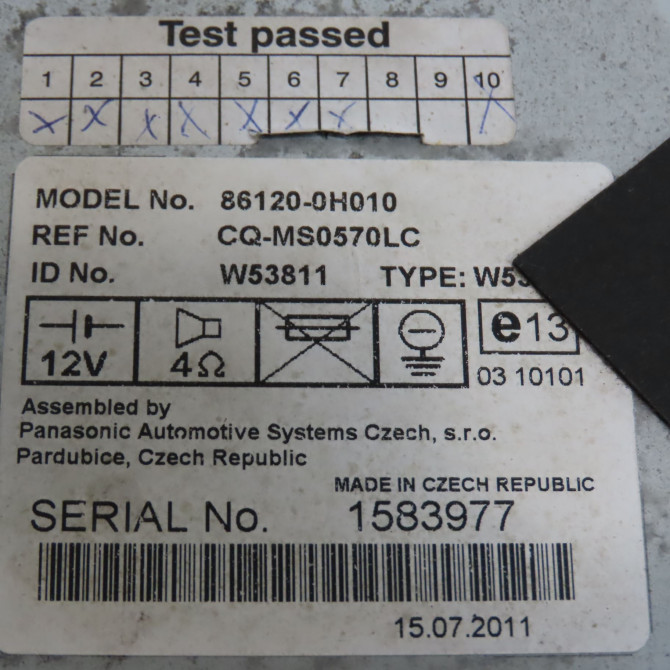 Test passed
1 2 3 4 5 6 7 8 9 10
X X X X X X X
MODEL No. 86120-0H010
REF No. CQ-MS0570LC
ID No. W53811 TYPE:
12V 4Ω e13
03 10101
Assembled by
Panasonic Automotive Systems Czech, s.r.o.
Pardubice, Czech Republic
MADE IN CZECH REPUBLIC
SERIAL No. 1583977
15.07.2011